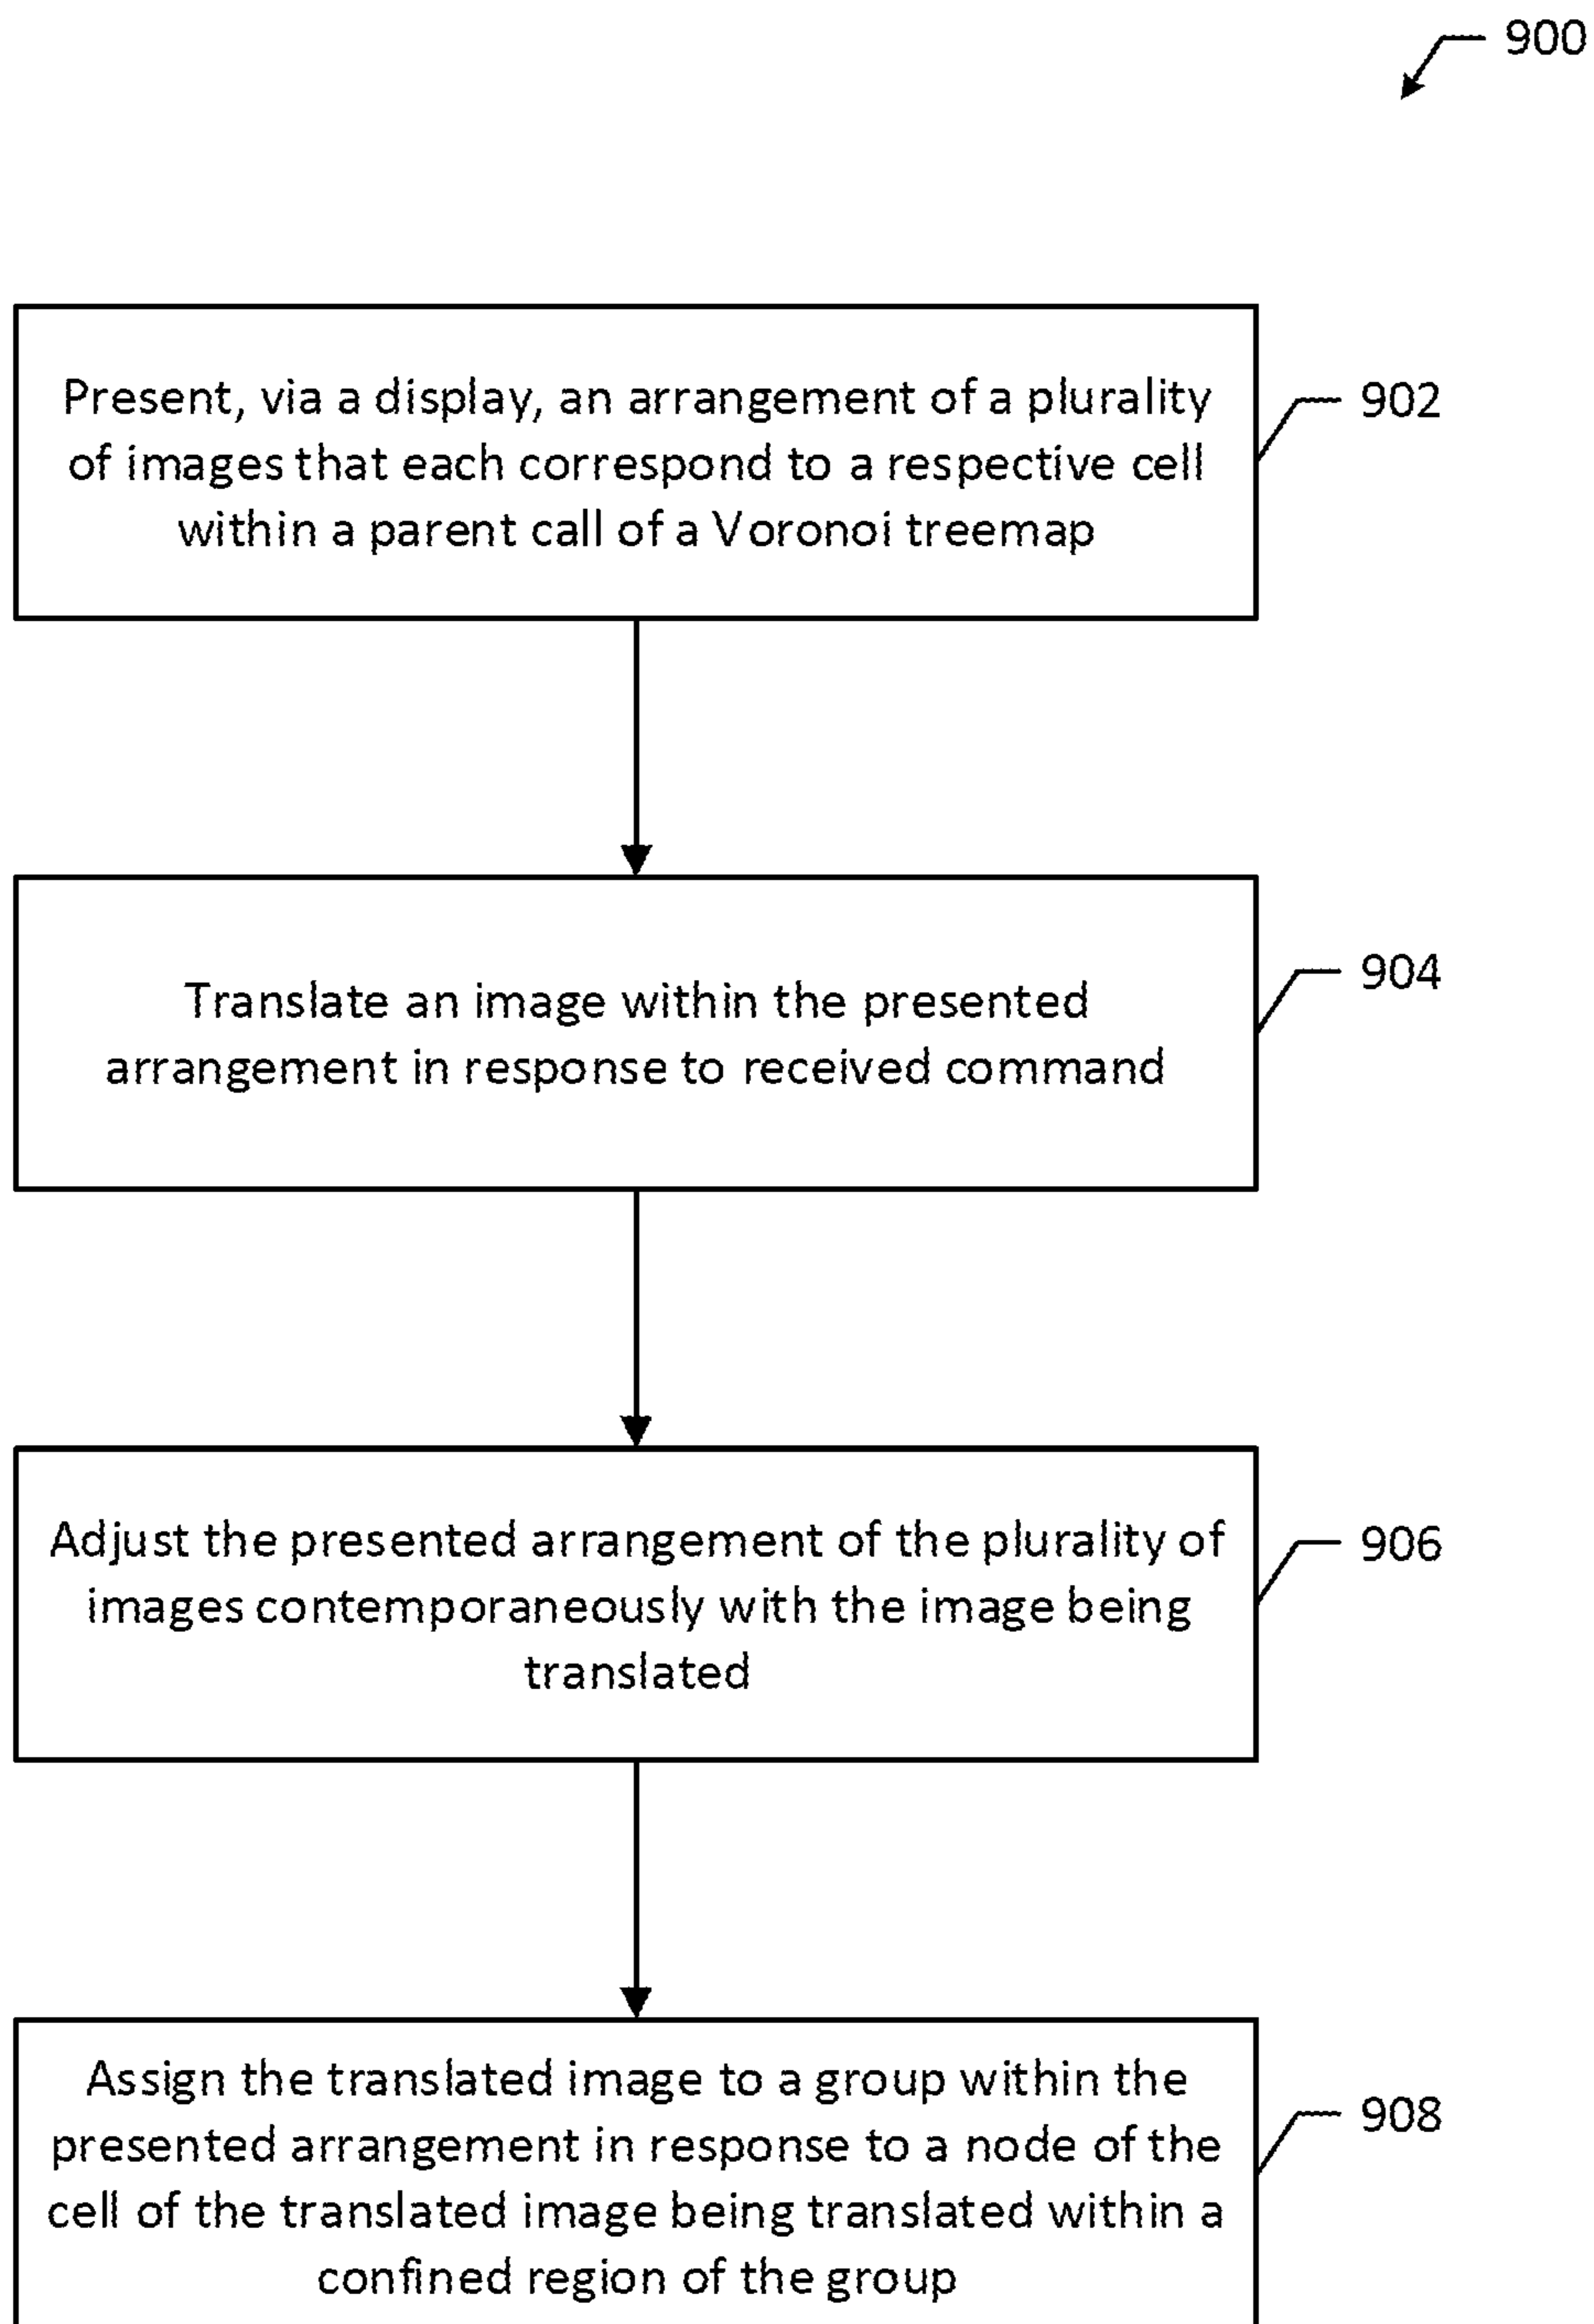 900
Present, via a display, an arrangement of a plurality
of images that each correspond to a respective cell
within a parent call of a Voronoi treemap
902
Translate an image within the presented
arrangement in response to received command
904
Adjust the presented arrangement of the plurality of
images contemporaneously with the image being
translated
906
Assign the translated image to a group within the
presented arrangement in response to a node of the
cell of the translated image being translated within a
confined region of the group
908